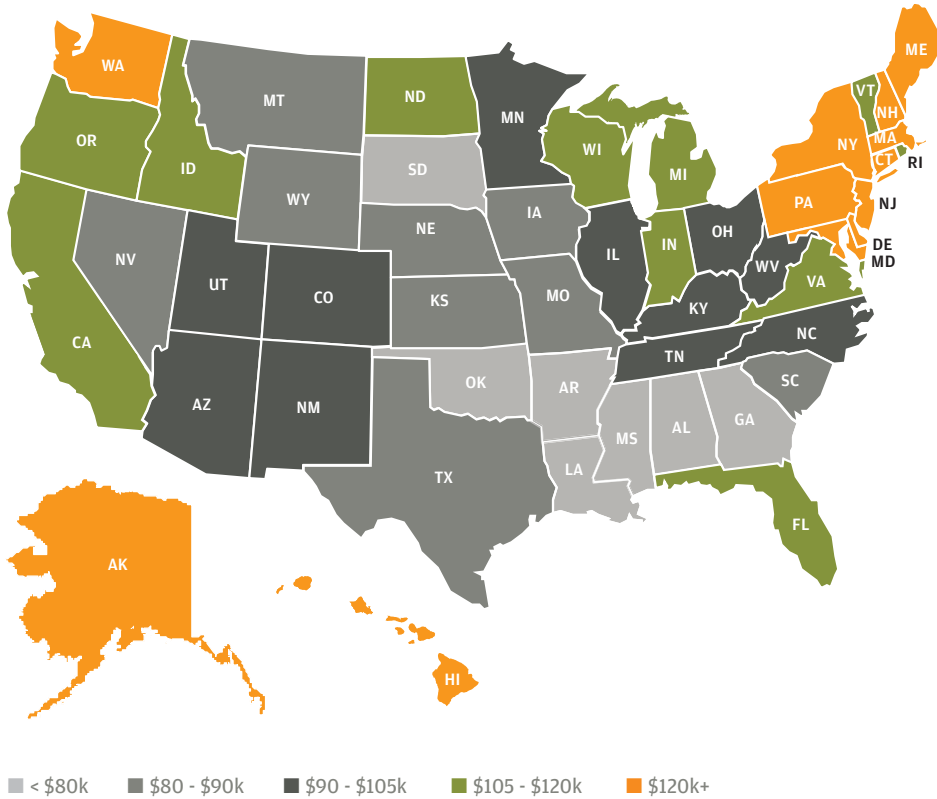 ME
WA
VT
NH
MT
ND
MN
OR
MA
NY
WI
CT
RI
ID
SD
MI
WY
PA
NJ
IA
NE
OH
IN
DE
NV
IL
MD
WV
VA
UT
CO
KS
MO
KY
CA
NC
TN
OK
SC
AR
AZ
NM
GA
AL
MS
LA
TX
FL
AK
HI
< $80k $80 - $90k $90 - $105k $105 - $120k $120k+